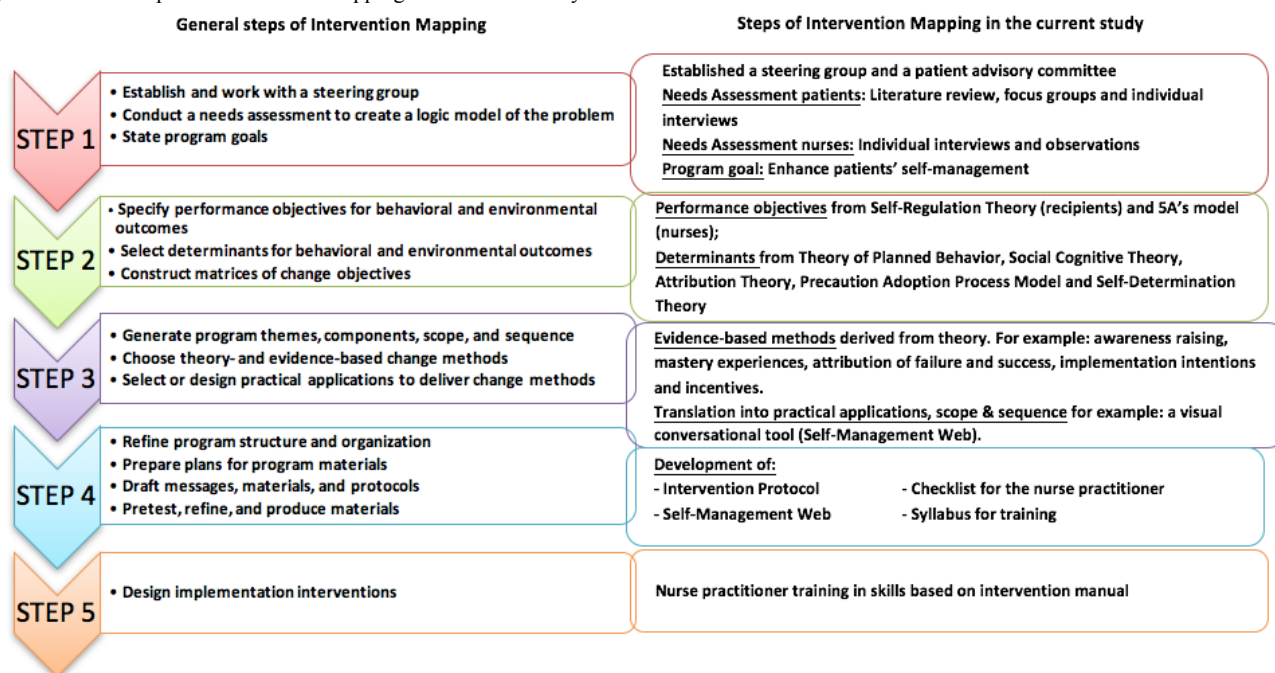 General steps of Intervention Mapping
Steps of Intervention Mapping in the current study
STEP 1
• Establish and work with a steering group
• Conduct a needs assessment to create a logic model of the problem
• State program goals
Established a steering group and a patient advisory committee
Needs Assessment patients: Literature review, focus groups and individual
interviews
Needs Assessment nurses: Individual interviews and observations
Program goal: Enhance patients' self-management
STEP 2
• Specify performance objectives for behavioral and environmental
outcomes
• Select determinants for behavioral and environmental outcomes
• Construct matrices of change objectives
Performance objectives from Self-Regulation Theory (recipients) and 5A's model
(nurses);
Determinants from Theory of Planned Behavior, Social Cognitive Theory,
Attribution Theory, Precaution Adoption Process Model and Self-Determination
Theory
STEP 3
• Generate program themes, components, scope, and sequence
• Choose theory- and evidence-based change methods
• Select or design practical applications to deliver change methods
Evidence-based methods derived from theory. For example: awareness raising,
mastery experiences, attribution of failure and success, implementation intentions
and incentives.
Translation into practical applications, scope & sequence for example: a visual
conversational tool (Self-Management Web).
STEP 4
• Refine program structure and organization
• Prepare plans for program materials
• Draft messages, materials, and protocols
• Pretest, refine, and produce materials
Development of:
- Intervention Protocol - Checklist for the nurse practitioner
- Self-Management Web - Syllabus for training
STEP 5
• Design implementation interventions
Nurse practitioner training in skills based on intervention manual